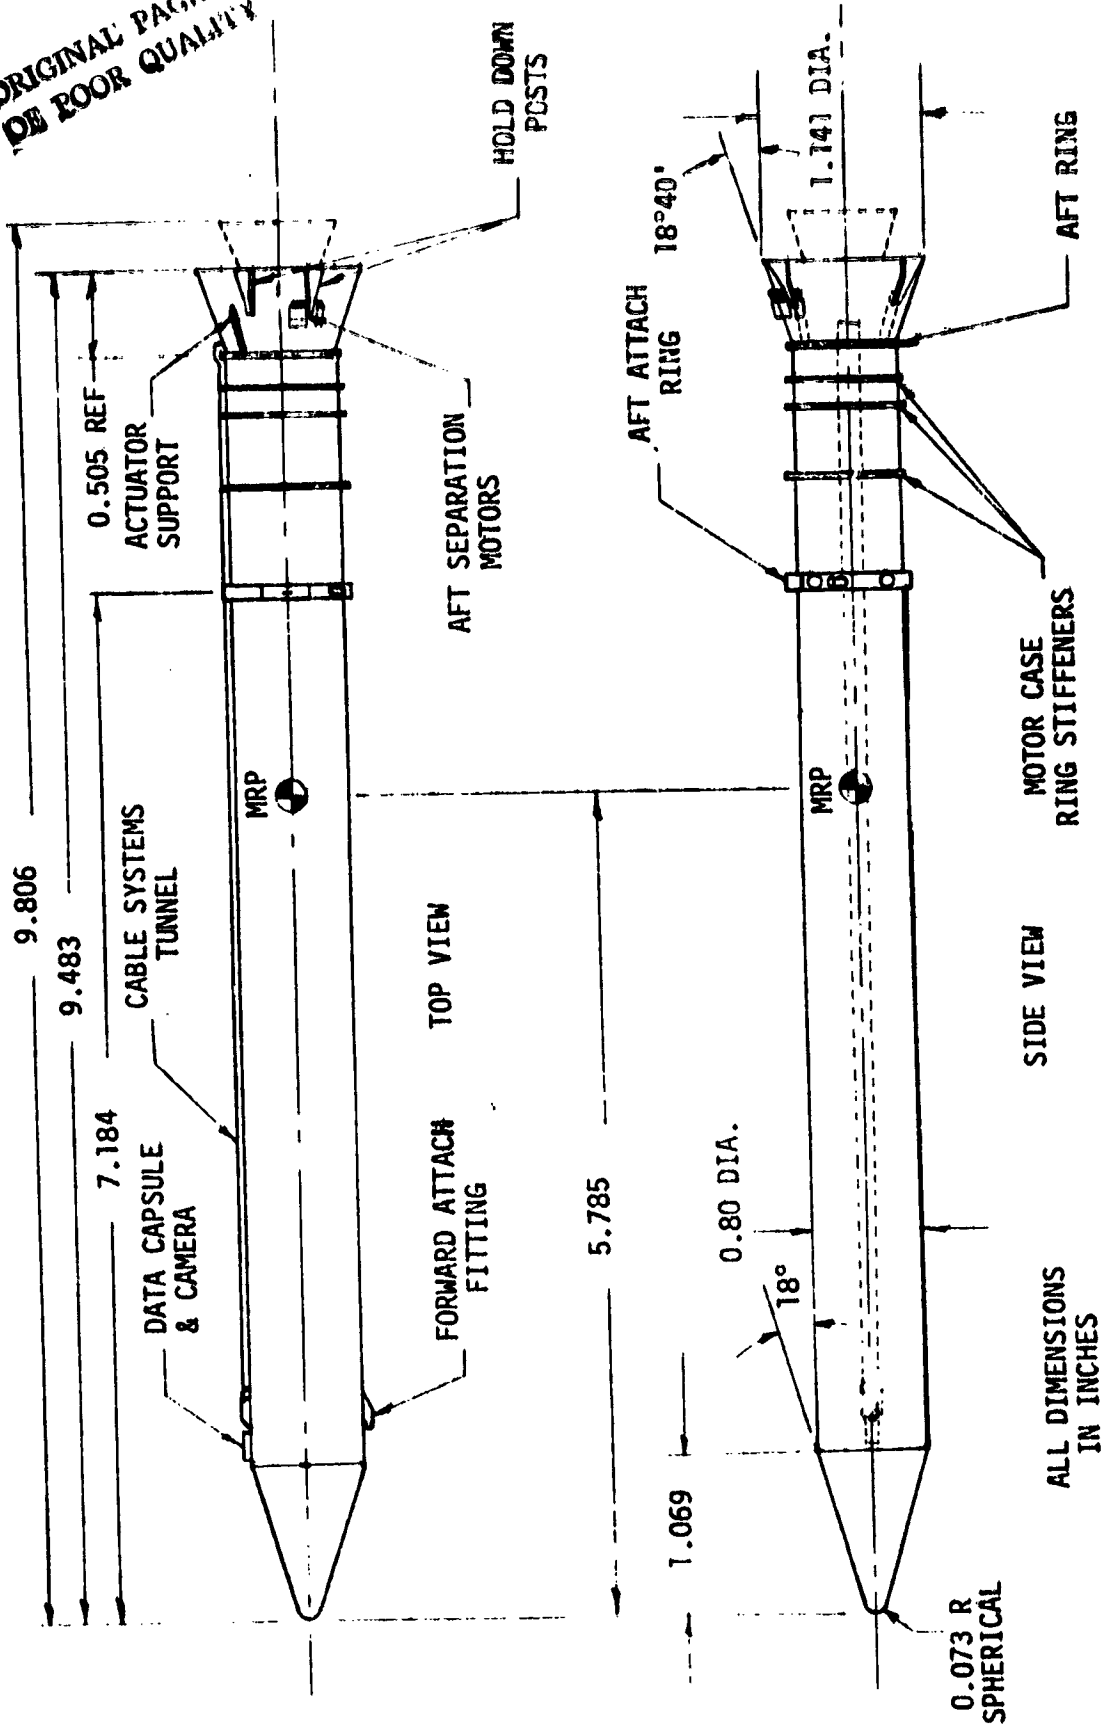 ORIGINAL PAGE
OF POOR QUALITY
9.806
9.483
7.184
0.505 REF
ACTUATOR
SUPPORT
HOLD DOWN
POSTS
AFT SEPARATION
MOTORS
CABLE SYSTEMS
TUNNEL
DATA CAPSULE
& CAMERA
MRP
FORWARD ATTACH
FITTING
TOP VIEW
5.785
1.069
0.80 DIA.
18°
MRP
AFT ATTACH
RING
18°40'
1.141 DIA.
AFT RING
MOTOR CASE
RING STIFFENERS
0.073 R
SPHERICAL
SIDE VIEW
ALL DIMENSIONS
IN INCHES